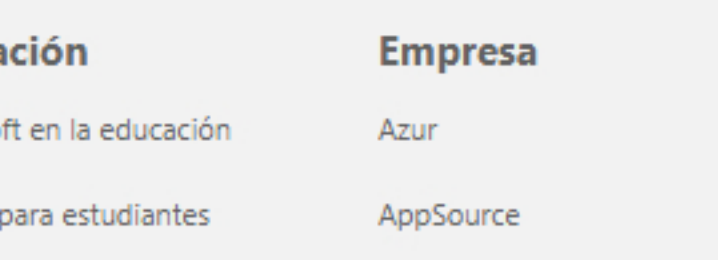 ación Empresa
oft en la educación Azur
para estudiantes AppSource